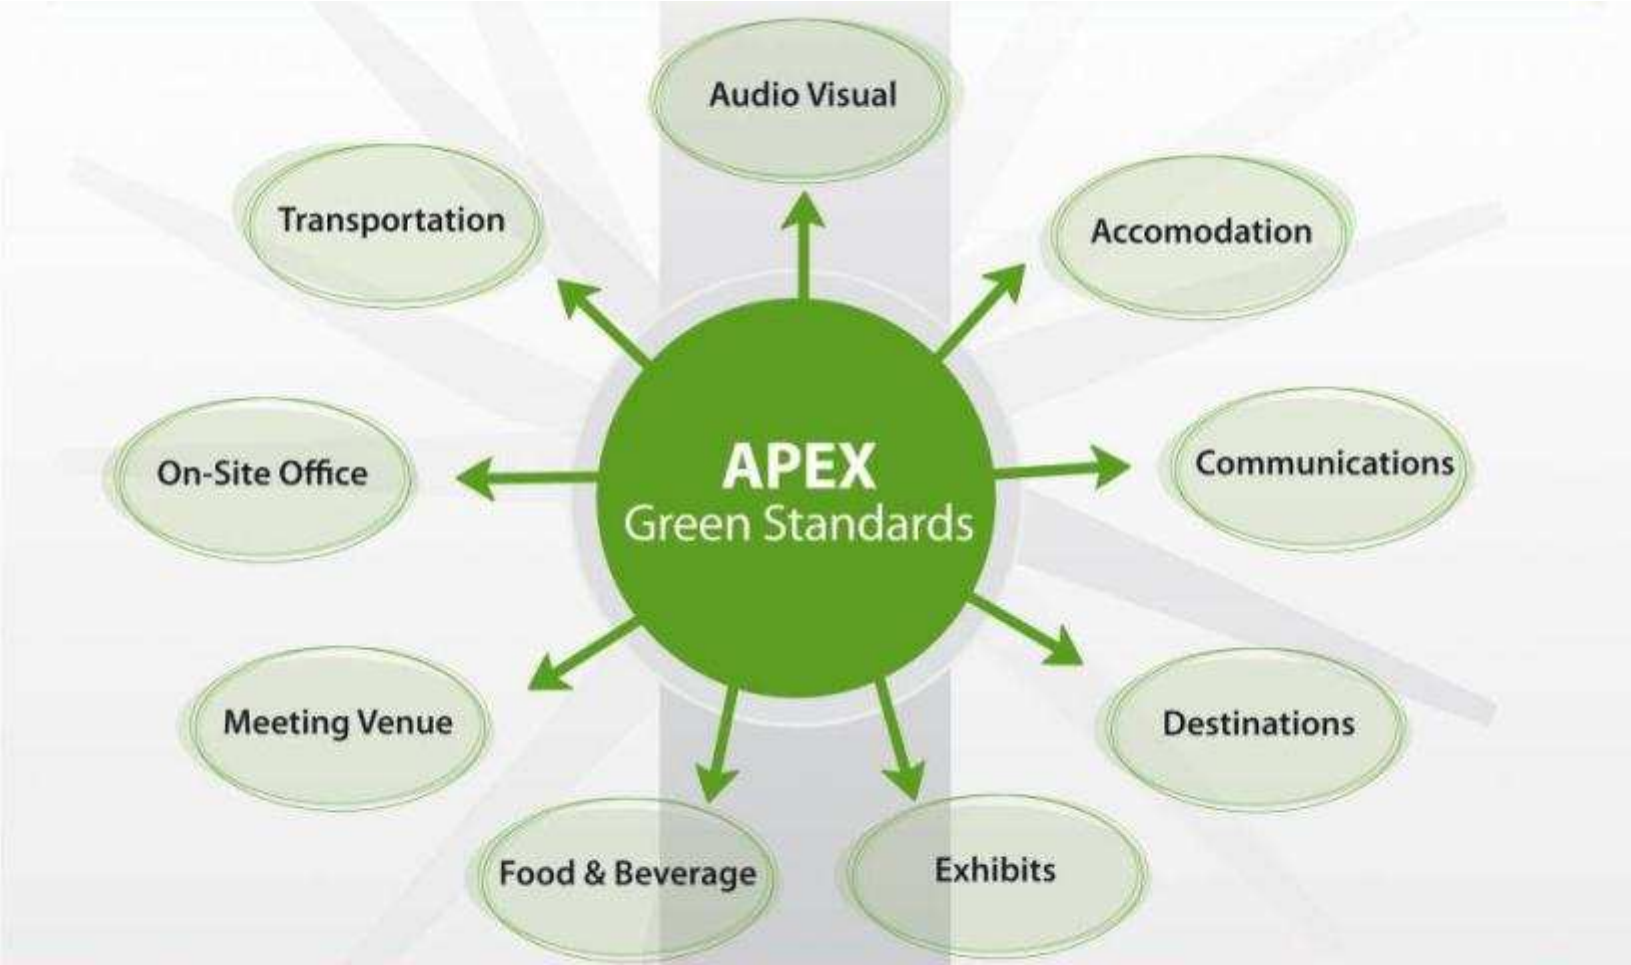 Audio Visual
Transportation
Accomodation
On-Site Office
APEX
Green Standards
Communications
Meeting Venue
Destinations
Food & Beverage
Exhibits